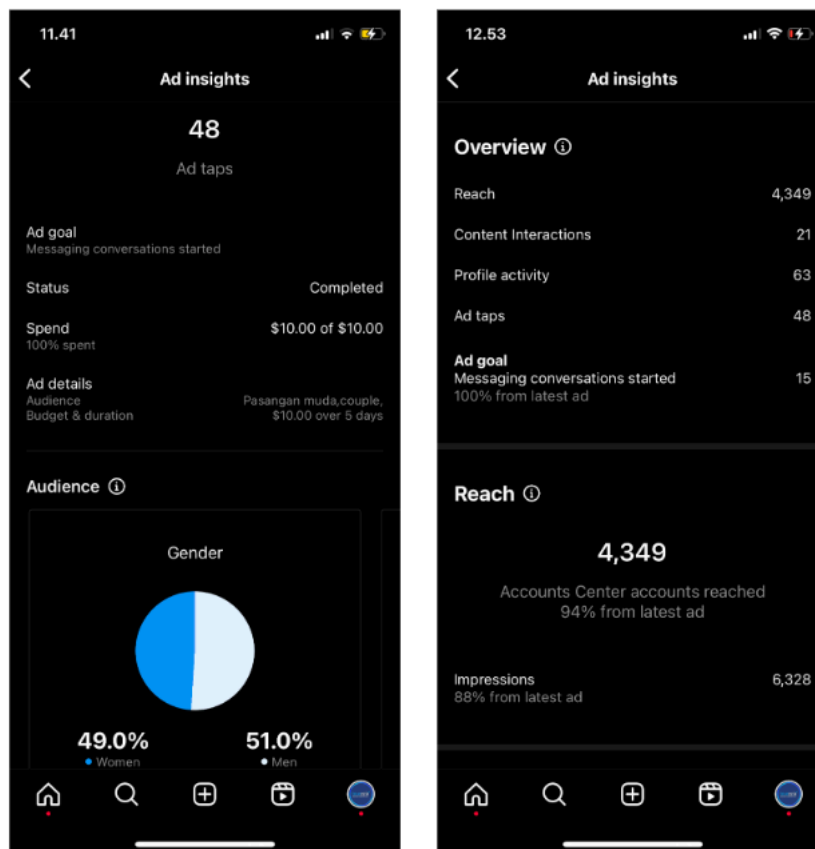 11.41
Ad insights
48
Ad taps
Ad goal
Messaging conversations started
Status Completed
Spend $10.00 of $10.00
100% spent
Ad details
Audience Pasangan muda,couple,
Budget & duration $10.00 over 5 days
Audience
Gender
49.0% 51.0%
Women Men
12.53
Ad insights
Overview
Reach 4,349
Content Interactions 21
Profile activity 63
Ad taps 48
Ad goal
Messaging conversations started 15
100% from latest ad
Reach
4,349
Accounts Center accounts reached
94% from latest ad
Impressions 6,328
88% from latest ad